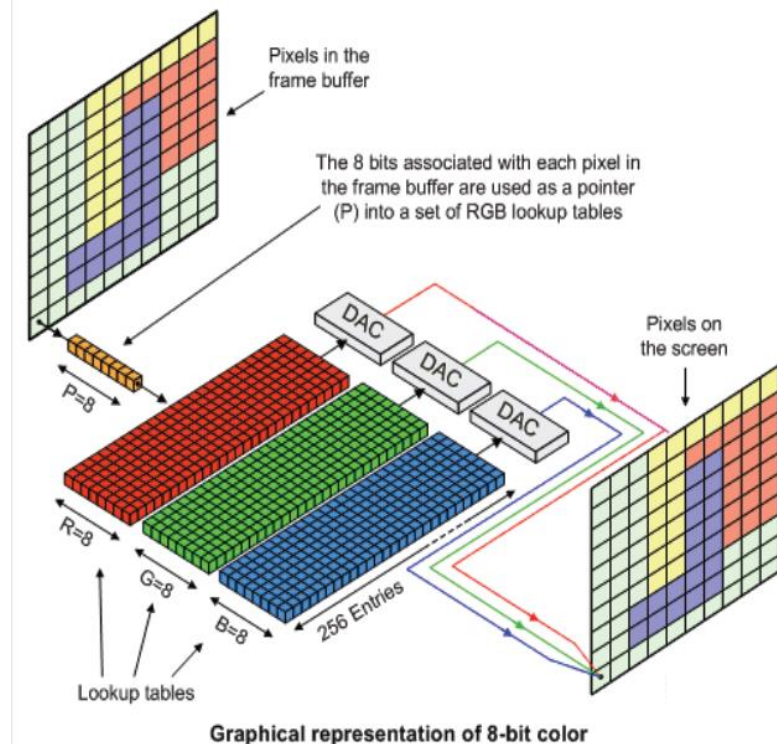 Pixels in the
frame buffer
The 8 bits associated with each pixel in
the frame buffer are used as a pointer
(P) into a set of RGB lookup tables
DAC
DAC
DAC
Pixels on
the screen
P=8
R=8
G=8
B=8
256 Entries
Lookup tables
Graphical representation of 8-bit color